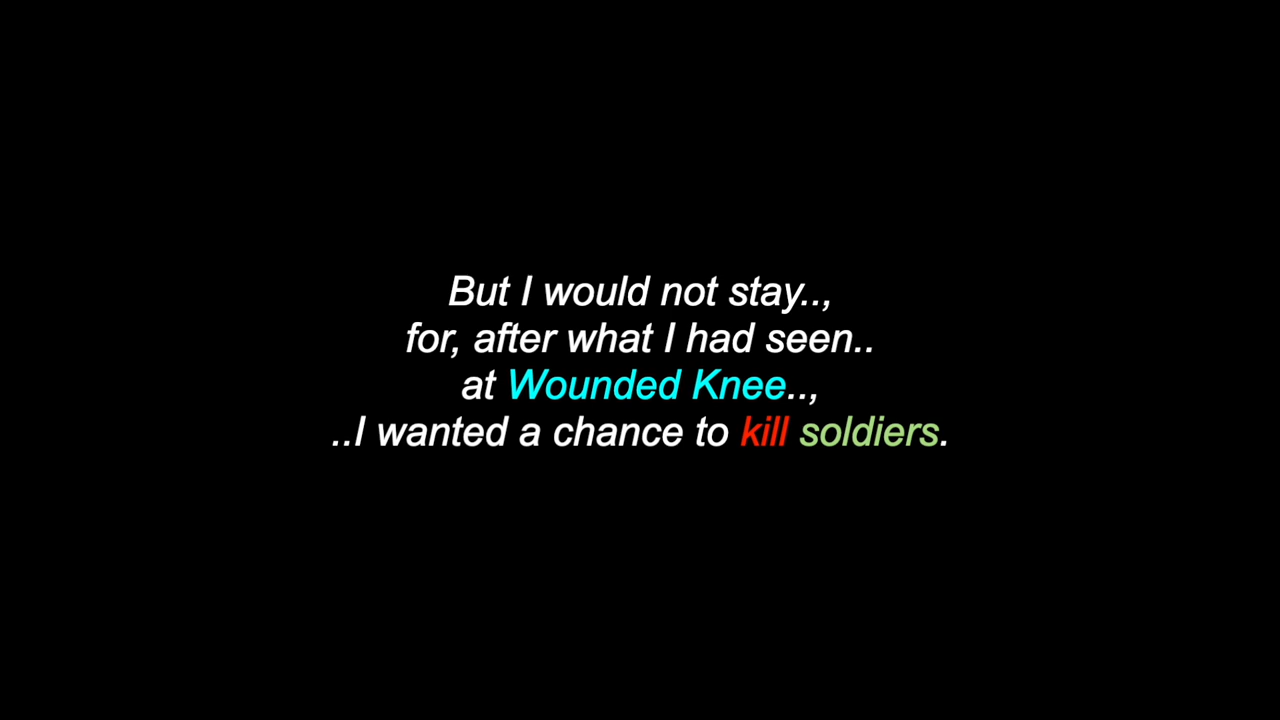 But I would not stay..,
for, after what I had seen..
at Wounded Knee..,
..I wanted a chance to kill soldiers.